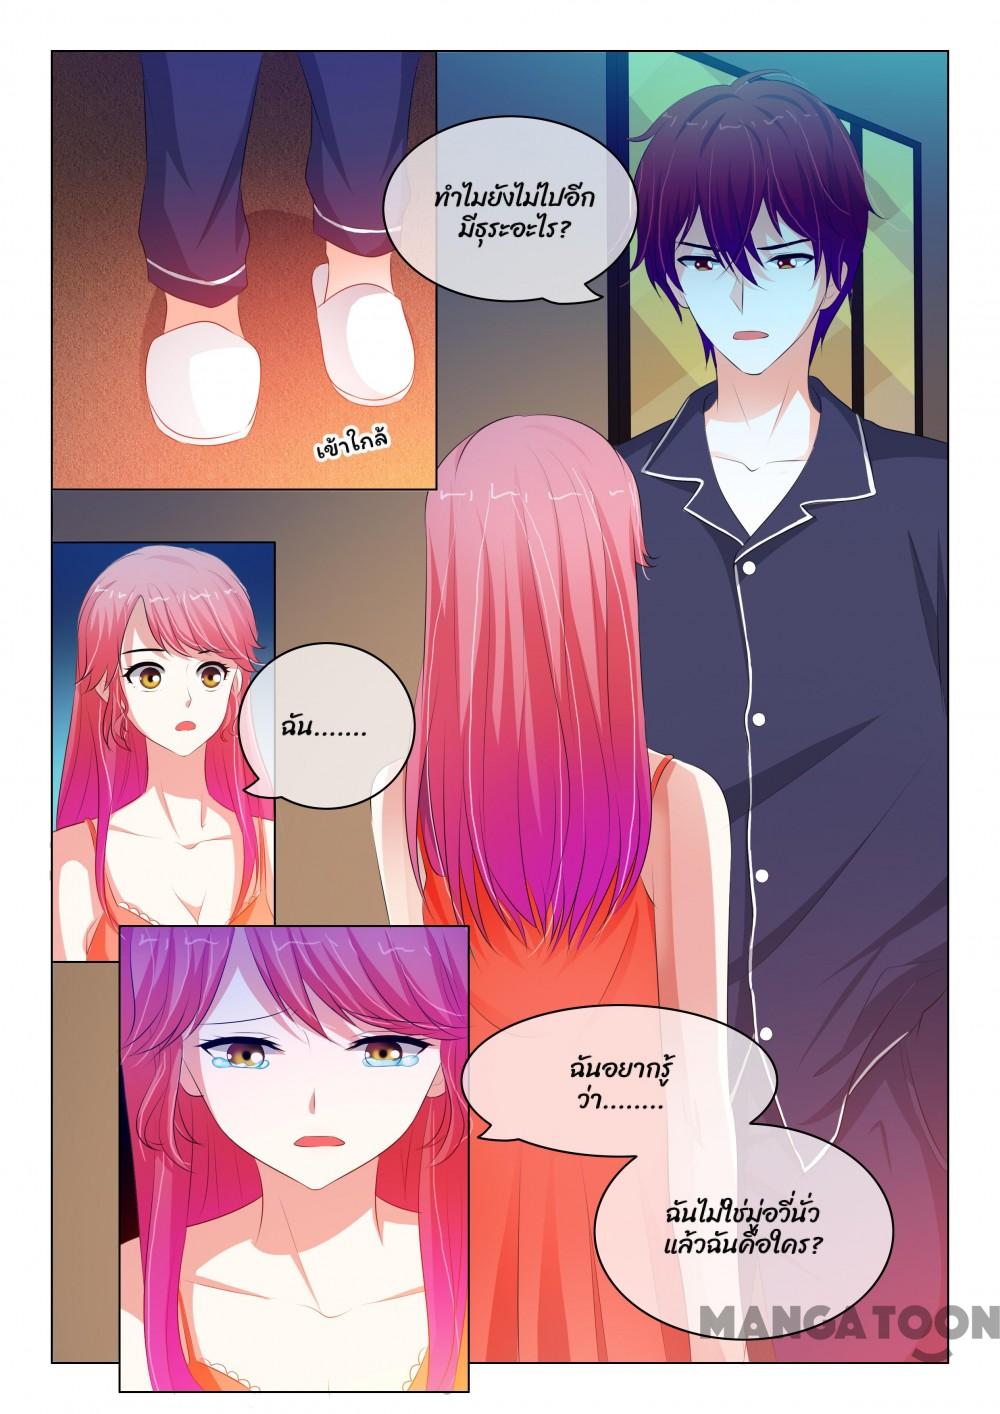 ทำไมยังไม่ไปอีก
มีธุระอะไร?
เข้าใกล้
ฉัน.......
ฉันอยากรู้
ว่า........
ฉันไม่ใช่มู่อวี่นั่ว
แล้วฉันคือใคร?
MANGATOON